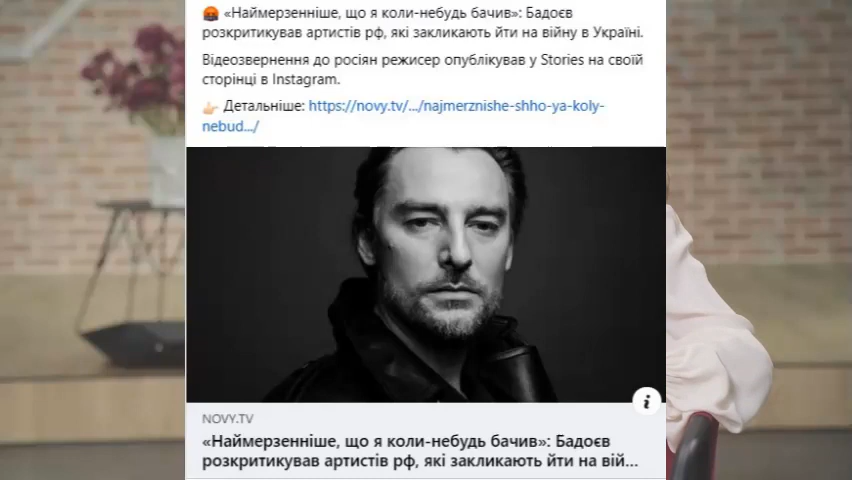 🤬 «Наймерзенніше, що я коли-небудь бачив»: Бадоєв
розкритикував артистів рф, які закликають йти на війну в Україні.
Відеозвернення до росіян режисер опублікував у Stories на своїй
сторінці в Instagram.
👉🏻 Детальніше: https://novy.tv/.../najmerznishe-shho-ya-koly-
nebud.../
NOVY.TV
«Наймерзенніше, що я коли-небудь бачив»: Бадоєв
розкритикував артистів рф, які закликають йти на вій...